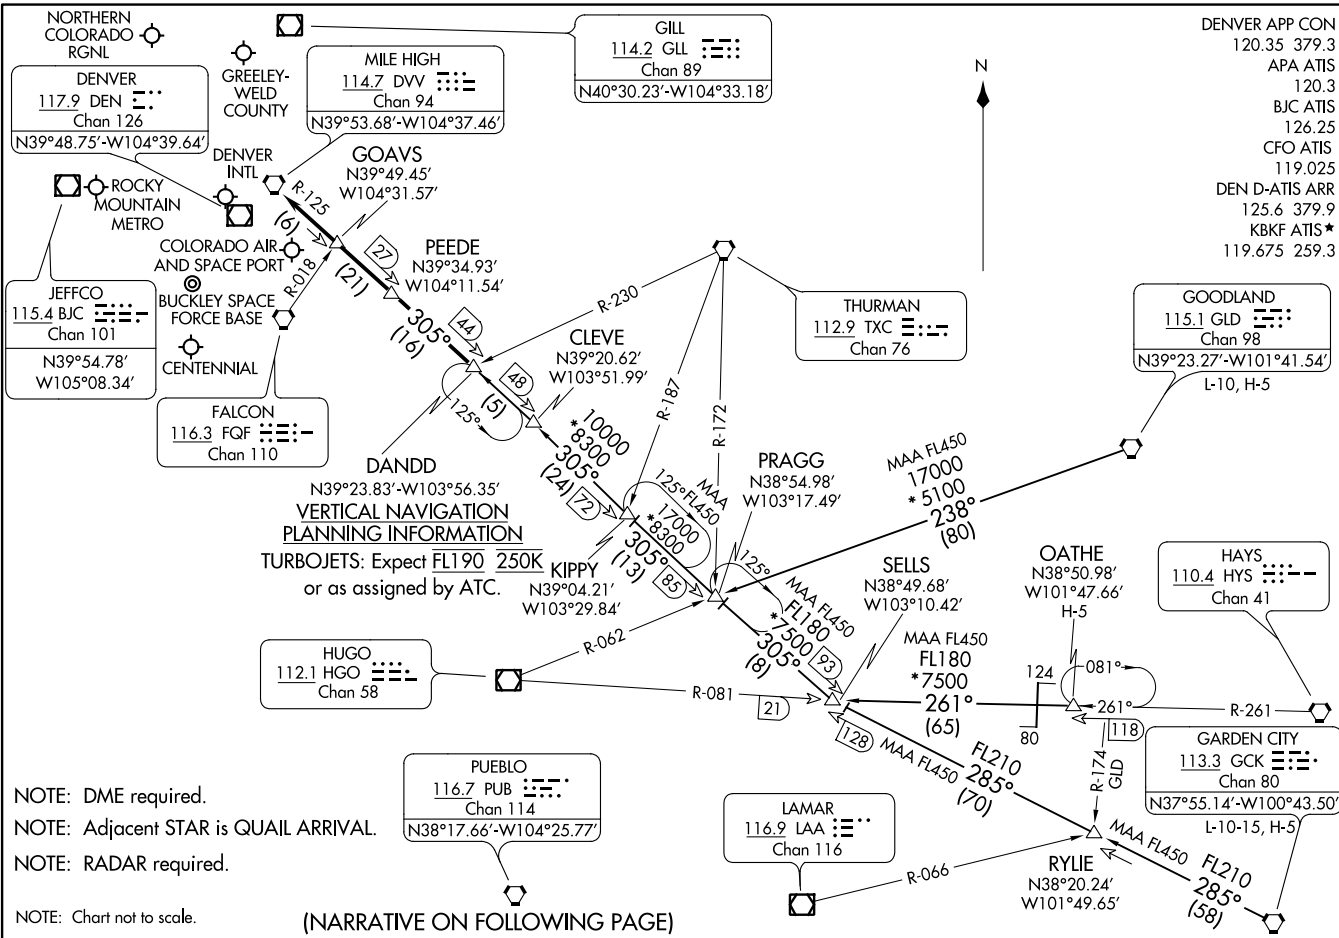 NORTHERN
COLORADO
RGNL
GREELEY-
WELD
COUNTY
GILL
114.2 GLL
Chan 89
N40°30.23'-W104°33.18'
DENVER APP CON
120.35 379.3
APA ATIS
120.3
BJC ATIS
126.25
CFO ATIS
119.025
DEN D-ATIS ARR
125.6 379.9
KBKF ATIS★
119.675 259.3
N
DENVER
117.9 DEN
Chan 126
N39°48.75'-W104°39.64'
MILE HIGH
114.7 DVV
Chan 94
N39°53.68'-W104°37.46'
DENVER
INTL
ROCKY
MOUNTAIN
METRO
COLORADO AIR
AND SPACE PORT
BUCKLEY SPACE
FORCE BASE
CENTENNIAL
JEFFCO
115.4 BJC
Chan 101
N39°54.78'
W105°08.34'
FALCON
116.3 FQF
Chan 110
R-018
R-125
(6)
GOAVS
N39°49.45'
W104°31.57'
27
(21)
PEEDE
N39°34.93'
W104°11.54'
305°
(16)
44
CLEVE
N39°20.62'
W103°51.99'
48
(5)
125°
DANDD
N39°23.83'-W103°56.35'
VERTICAL NAVIGATION
PLANNING INFORMATION
TURBOJETS: Expect FL190 250K
or as assigned by ATC.
R-230
R-187
R-172
THURMAN
112.9 TXC
Chan 76
GOODLAND
115.1 GLD
Chan 98
N39°23.27'-W101°41.54'
L-10, H-5
10000
*8300
305°
(24)
72
KIPPY
N39°04.21'
W103°29.84'
125°
MAA
FL450
17000
*8300
305°
(13)
85
PRAGG
N38°54.98'
W103°17.49'
MAA FL450
17000
*5100
238°
(80)
125°
MAA FL450
FL180
*7500
305°
(8)
93
SELLS
N38°49.68'
W103°10.42'
MAA FL450
FL180
*7500
261°
(65)
OATHE
N38°50.98'
W101°47.66'
H-5
124
80
081°
261°
118
R-261
HAYS
110.4 HYS
Chan 41
HUGO
112.1 HGO
Chan 58
R-062
R-081
21
128
MAA FL450
FL210
285°
(70)
R-174
GLD
GARDEN CITY
113.3 GCK
Chan 80
N37°55.14'-W100°43.50'
L-10-15, H-5
PUEBLO
116.7 PUB
Chan 114
N38°17.66'-W104°25.77'
LAMAR
116.9 LAA
Chan 116
R-066
RYLIE
N38°20.24'
W101°49.65'
MAA FL450
FL210
285°
(58)
NOTE: DME required.
NOTE: Adjacent STAR is QUAIL ARRIVAL.
NOTE: RADAR required.
NOTE: Chart not to scale.
(NARRATIVE ON FOLLOWING PAGE)